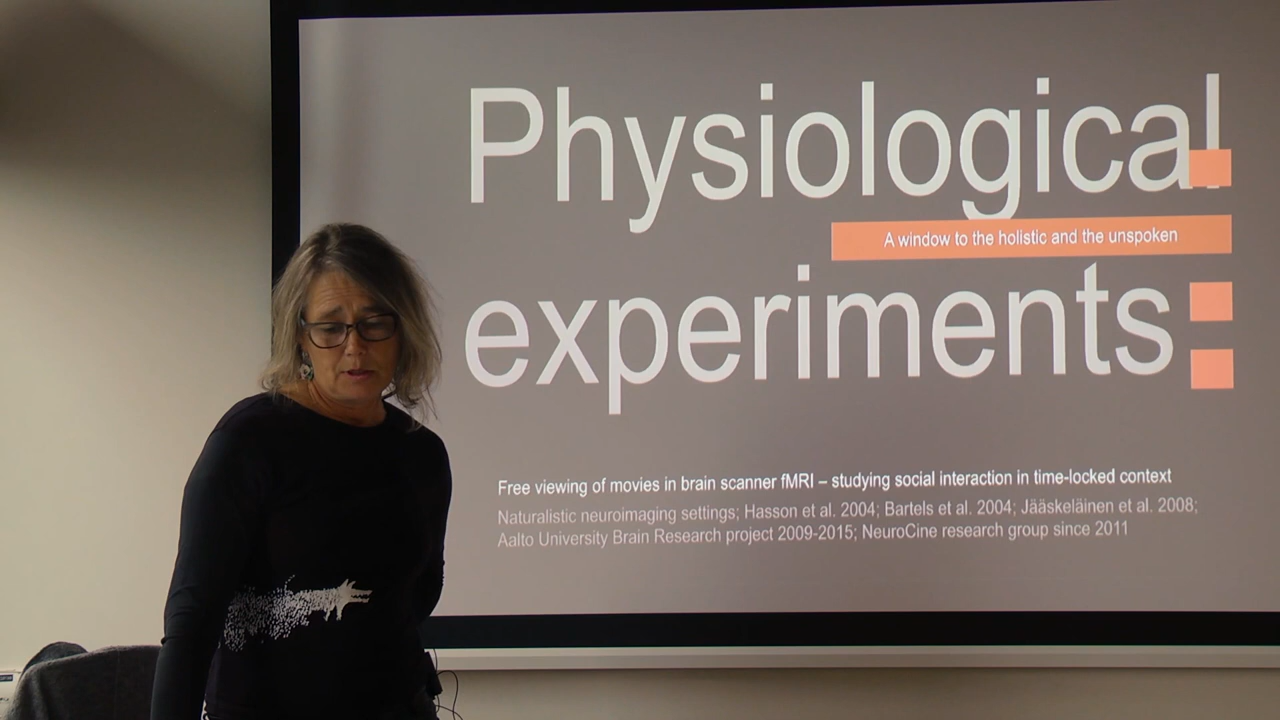 Physiological
A window to the holistic and the unspoken
experiments
Free viewing of movies in brain scanner fMRI – studying social interaction in time-locked context
Naturalistic neuroimaging settings; Hasson et al. 2004; Bartels et al. 2004; Jääskeläinen et al. 2008;
Aalto University Brain Research project 2009-2015; NeuroCine research group since 2011